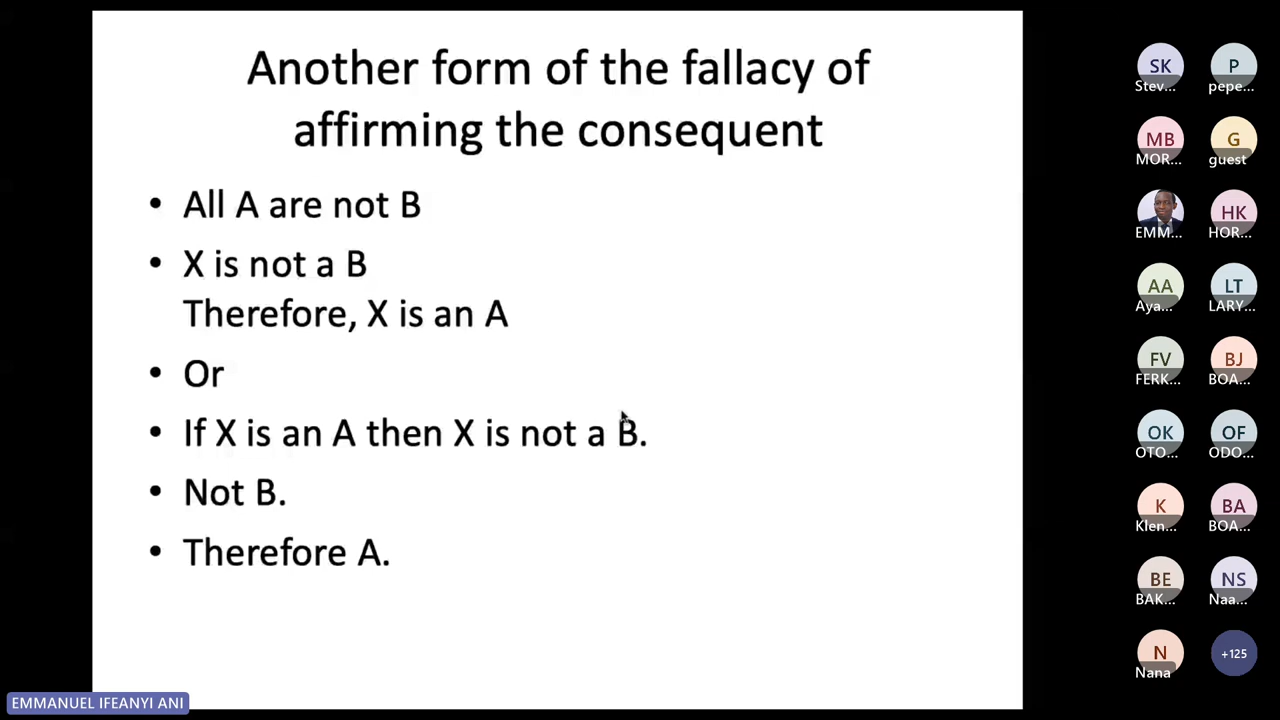 Another form of the fallacy of
affirming the consequent
• All A are not B
• X is not a B
Therefore, X is an A
• Or
• If X is an A then X is not a B.
• Not B.
• Therefore A.
SK
Stev...
P
pepe...
MB
MOR...
G
guest
EMM...
HK
HOR...
AA
Aya...
LT
LARY...
FV
FERK...
BJ
BOA...
OK
OTO...
OF
ODO...
K
Klen...
BA
BOA...
BE
BAK...
NS
Naa...
N
Nana
+125
EMMANUEL IFEANYI ANI